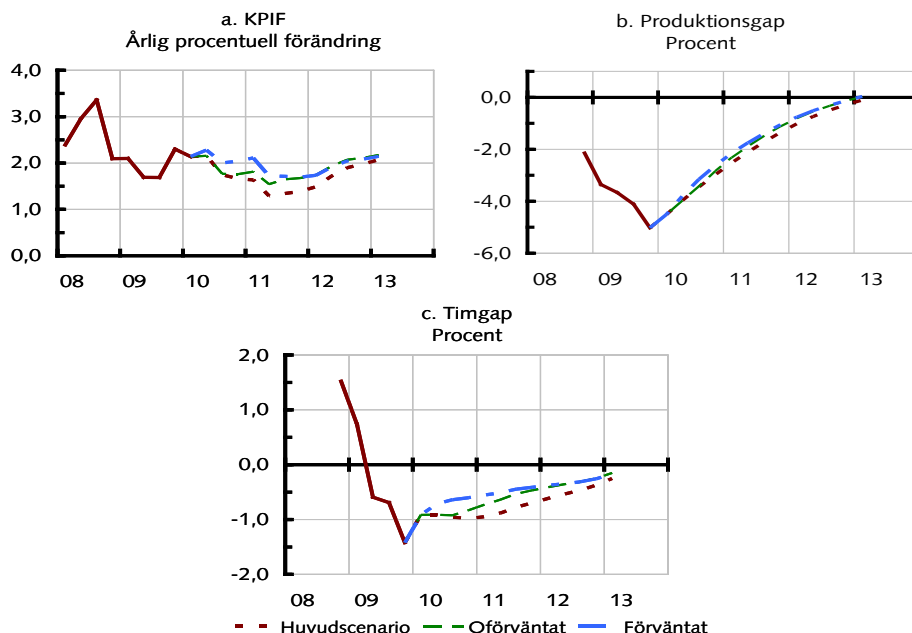 a. KPIF
Årlig procentuell förändring
4,0
3,0
2,0
1,0
0,0
08 09 10 11 12 13
b. Produktionsgap
Procent
0,0
-2,0
-4,0
-6,0
08 09 10 11 12 13
c. Timgap
Procent
2,0
1,0
0,0
-1,0
-2,0
08 09 10 11 12 13
Huvudscenario Oförväntat Förväntat